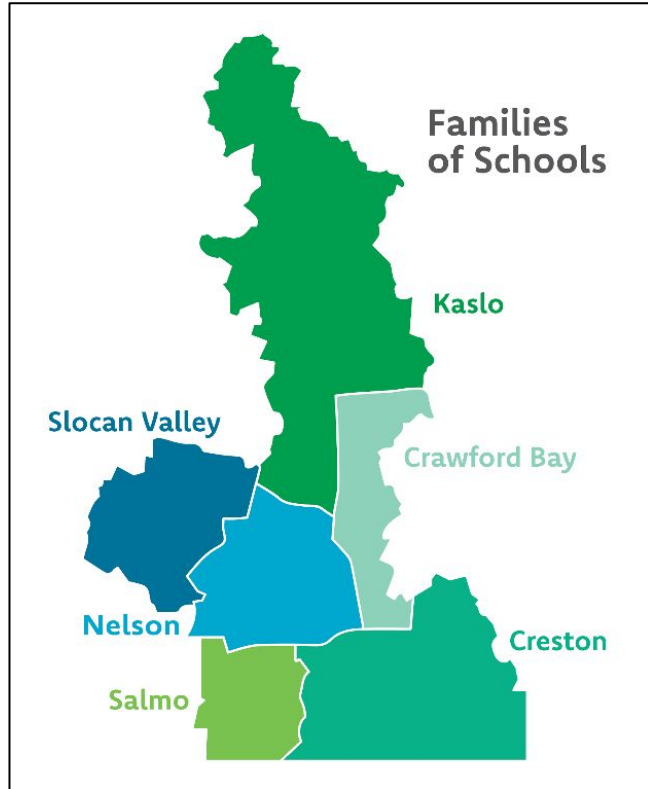 Families
of Schools
Kaslo
Slocan Valley
Crawford Bay
Nelson
Creston
Salmo